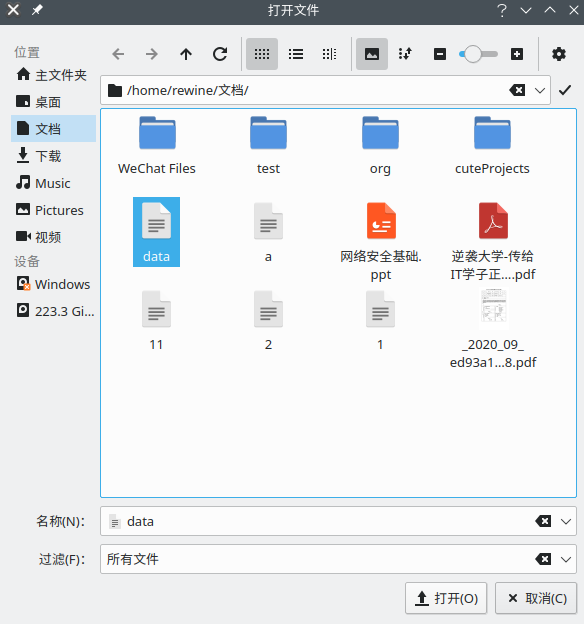 打开文件
位置
主文件夹
桌面
文档
下载
Music
Pictures
视频
设备
Windows
223.3 Gi...
/home/rewine/文档/
WeChat Files
test
org
cuteProjects
data
a
网络安全基础.
ppt
逆袭大学-传给
IT学子正....pdf
11
2
1
_2020_09_
ed93a1...8.pdf
名称(N):
data
过滤(F):
所有文件
打开(O)
取消(C)